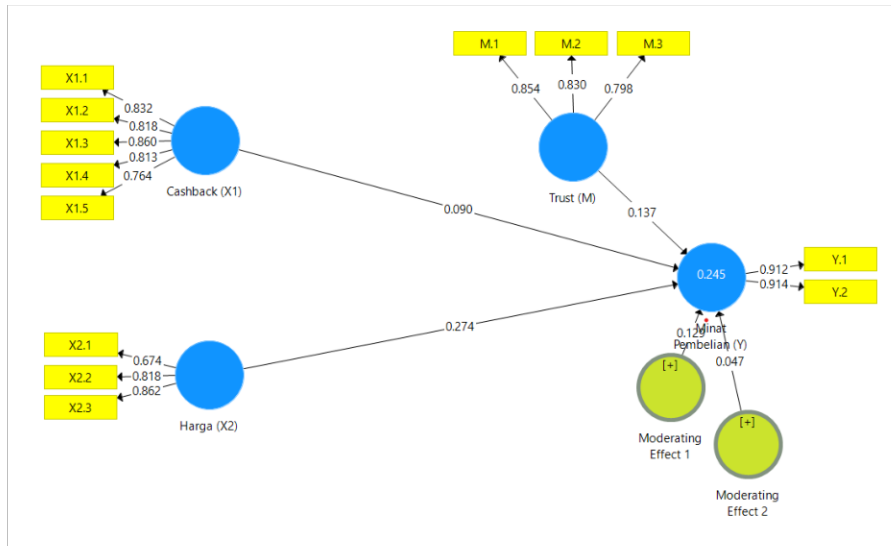 M.1
M.2
M.3
0.854
0.830
0.798
Trust (M)
X1.1
X1.2
X1.3
X1.4
X1.5
0.832
0.818
0.860
0.813
0.764
Cashback (X1)
0.090
0.137
0.245
0.912
0.914
Y.1
Y.2
Minat
Pembelian (Y)
0.274
X2.1
X2.2
X2.3
0.674
0.818
0.862
Harga (X2)
0.129
0.047
[+]
Moderating
Effect 1
[+]
Moderating
Effect 2